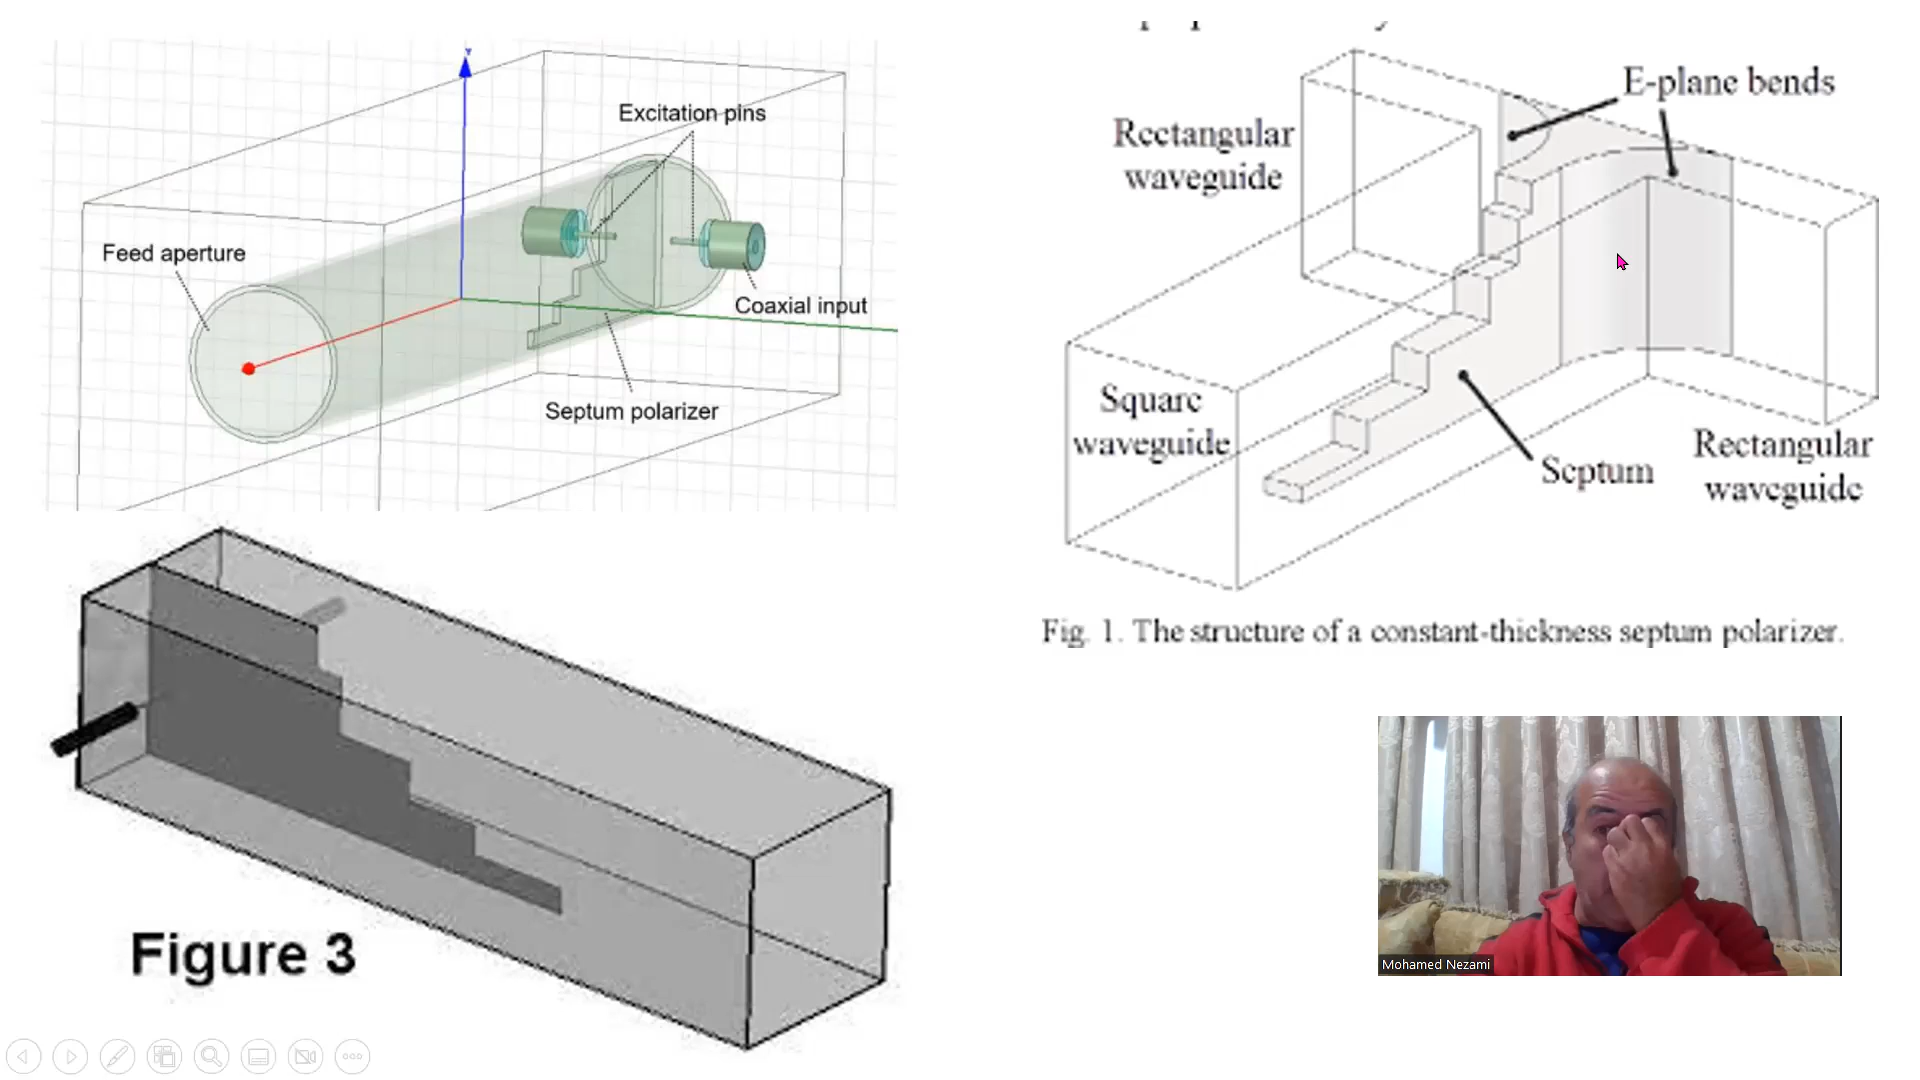 Excitation pins
Feed aperture
Coaxial input
Septum polarizer
E-plane bends
Rectangular
waveguide
Square
waveguide
Septum
Rectangular
waveguide
Fig. 1. The structure of a constant-thickness septum polarizer.
Figure 3
Mohamed Nezami